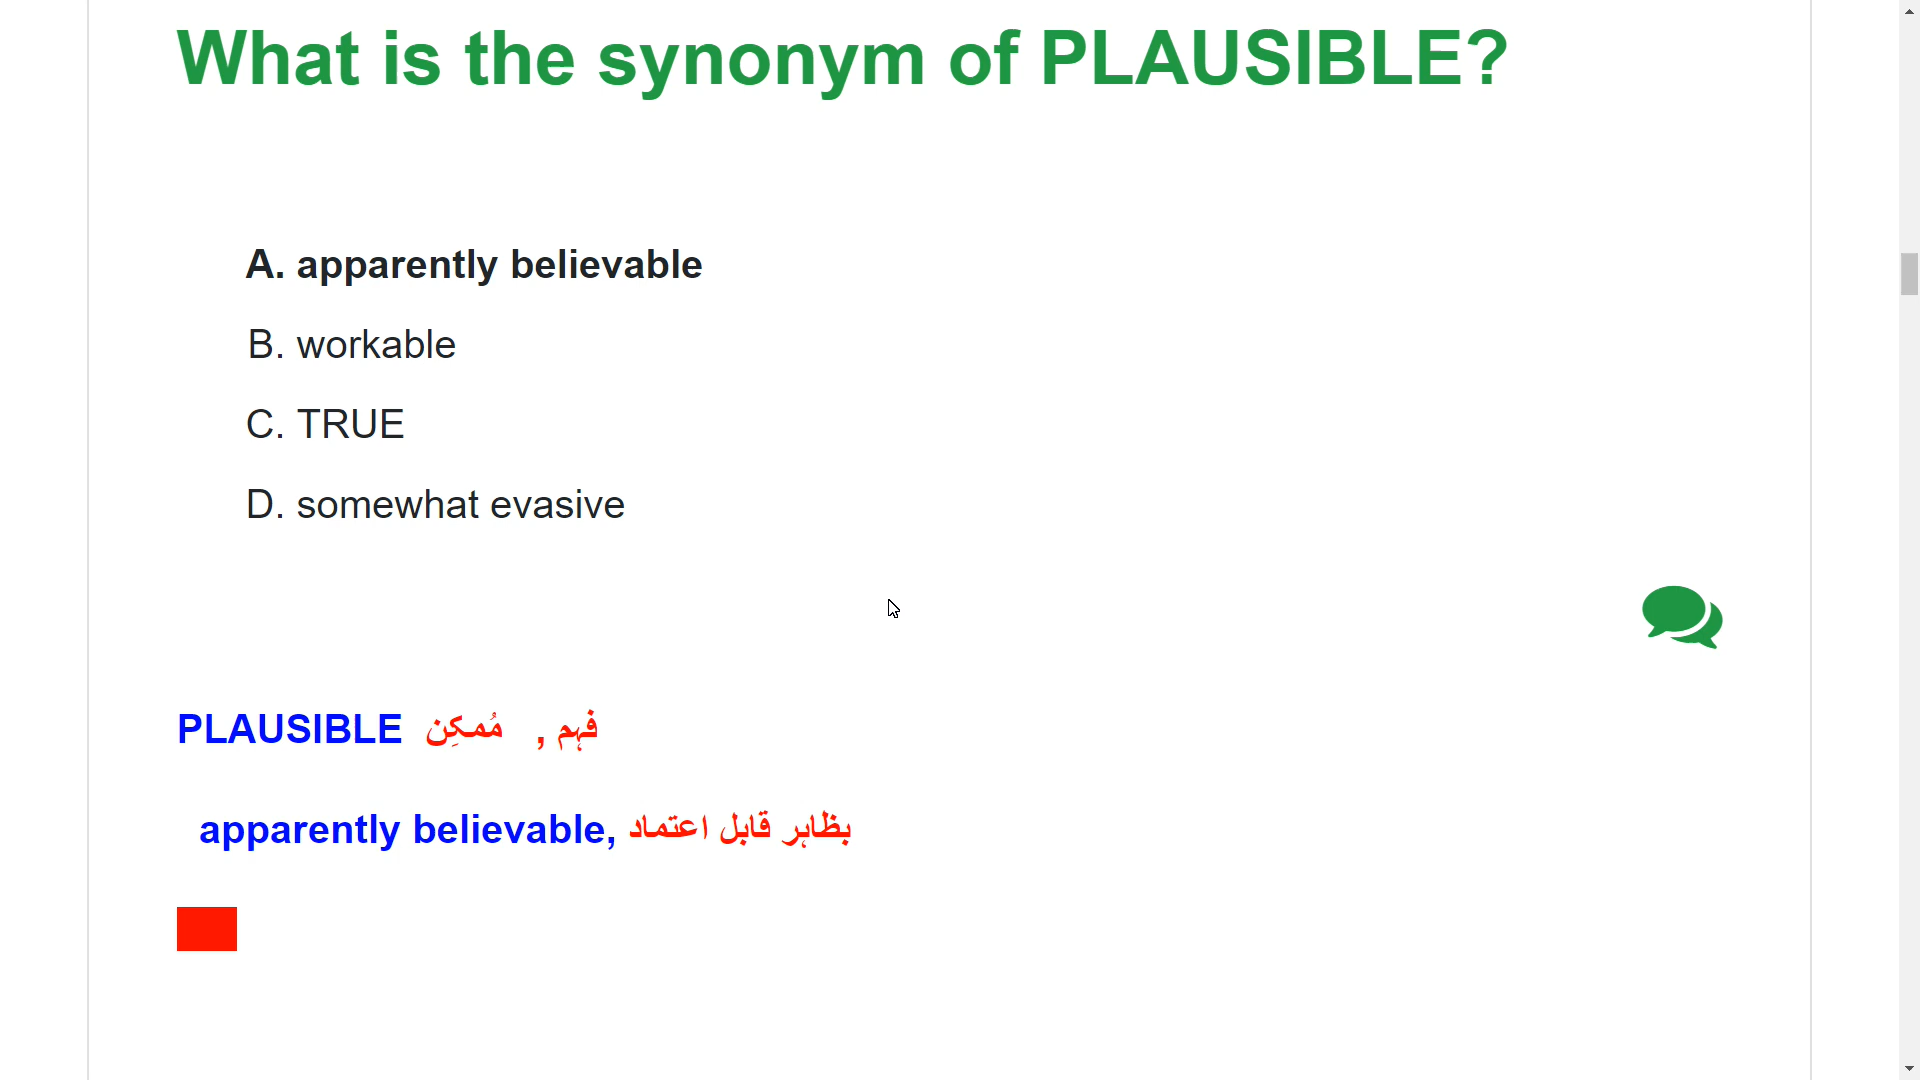 What is the synonym of PLAUSIBLE?
A. apparently believable
B. workable
C. TRUE
D. somewhat evasive
PLAUSIBLE فہم , مُمکِن
apparently believable, بظاہر قابل اعتماد